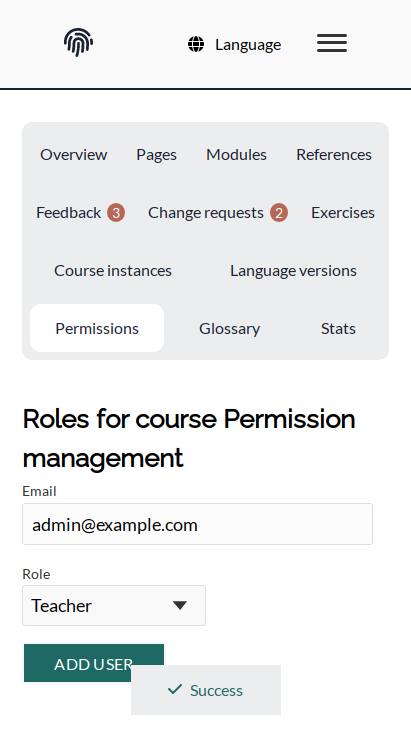 Language
Overview Pages Modules References
Feedback 3 Change requests 2 Exercises
Course instances Language versions
Permissions Glossary Stats
Roles for course Permission
management
Email
admin@example.com
Role
Teacher
ADD USER
Success